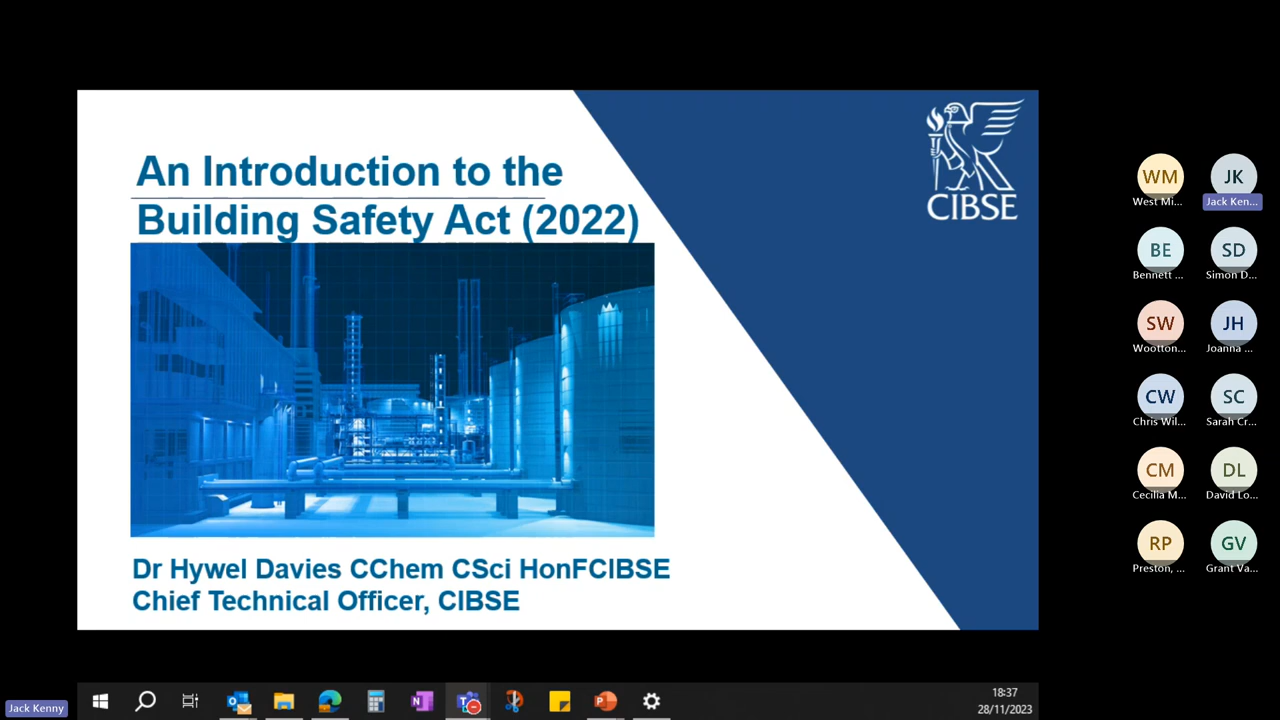 An Introduction to the
Building Safety Act (2022)
CIBSE
Dr Hywel Davies CChem CSci HonFCIBSE
Chief Technical Officer, CIBSE
WM
West Mi...
JK
Jack Ken...
BE
Bennett ...
SD
Simon D...
SW
Wootton...
JH
Joanna ...
CW
Chris Wil...
SC
Sarah Cr...
CM
Cecilia M...
DL
David Lo...
RP
Preston, ...
GV
Grant Va...
Jack Kenny
18:37
28/11/2023